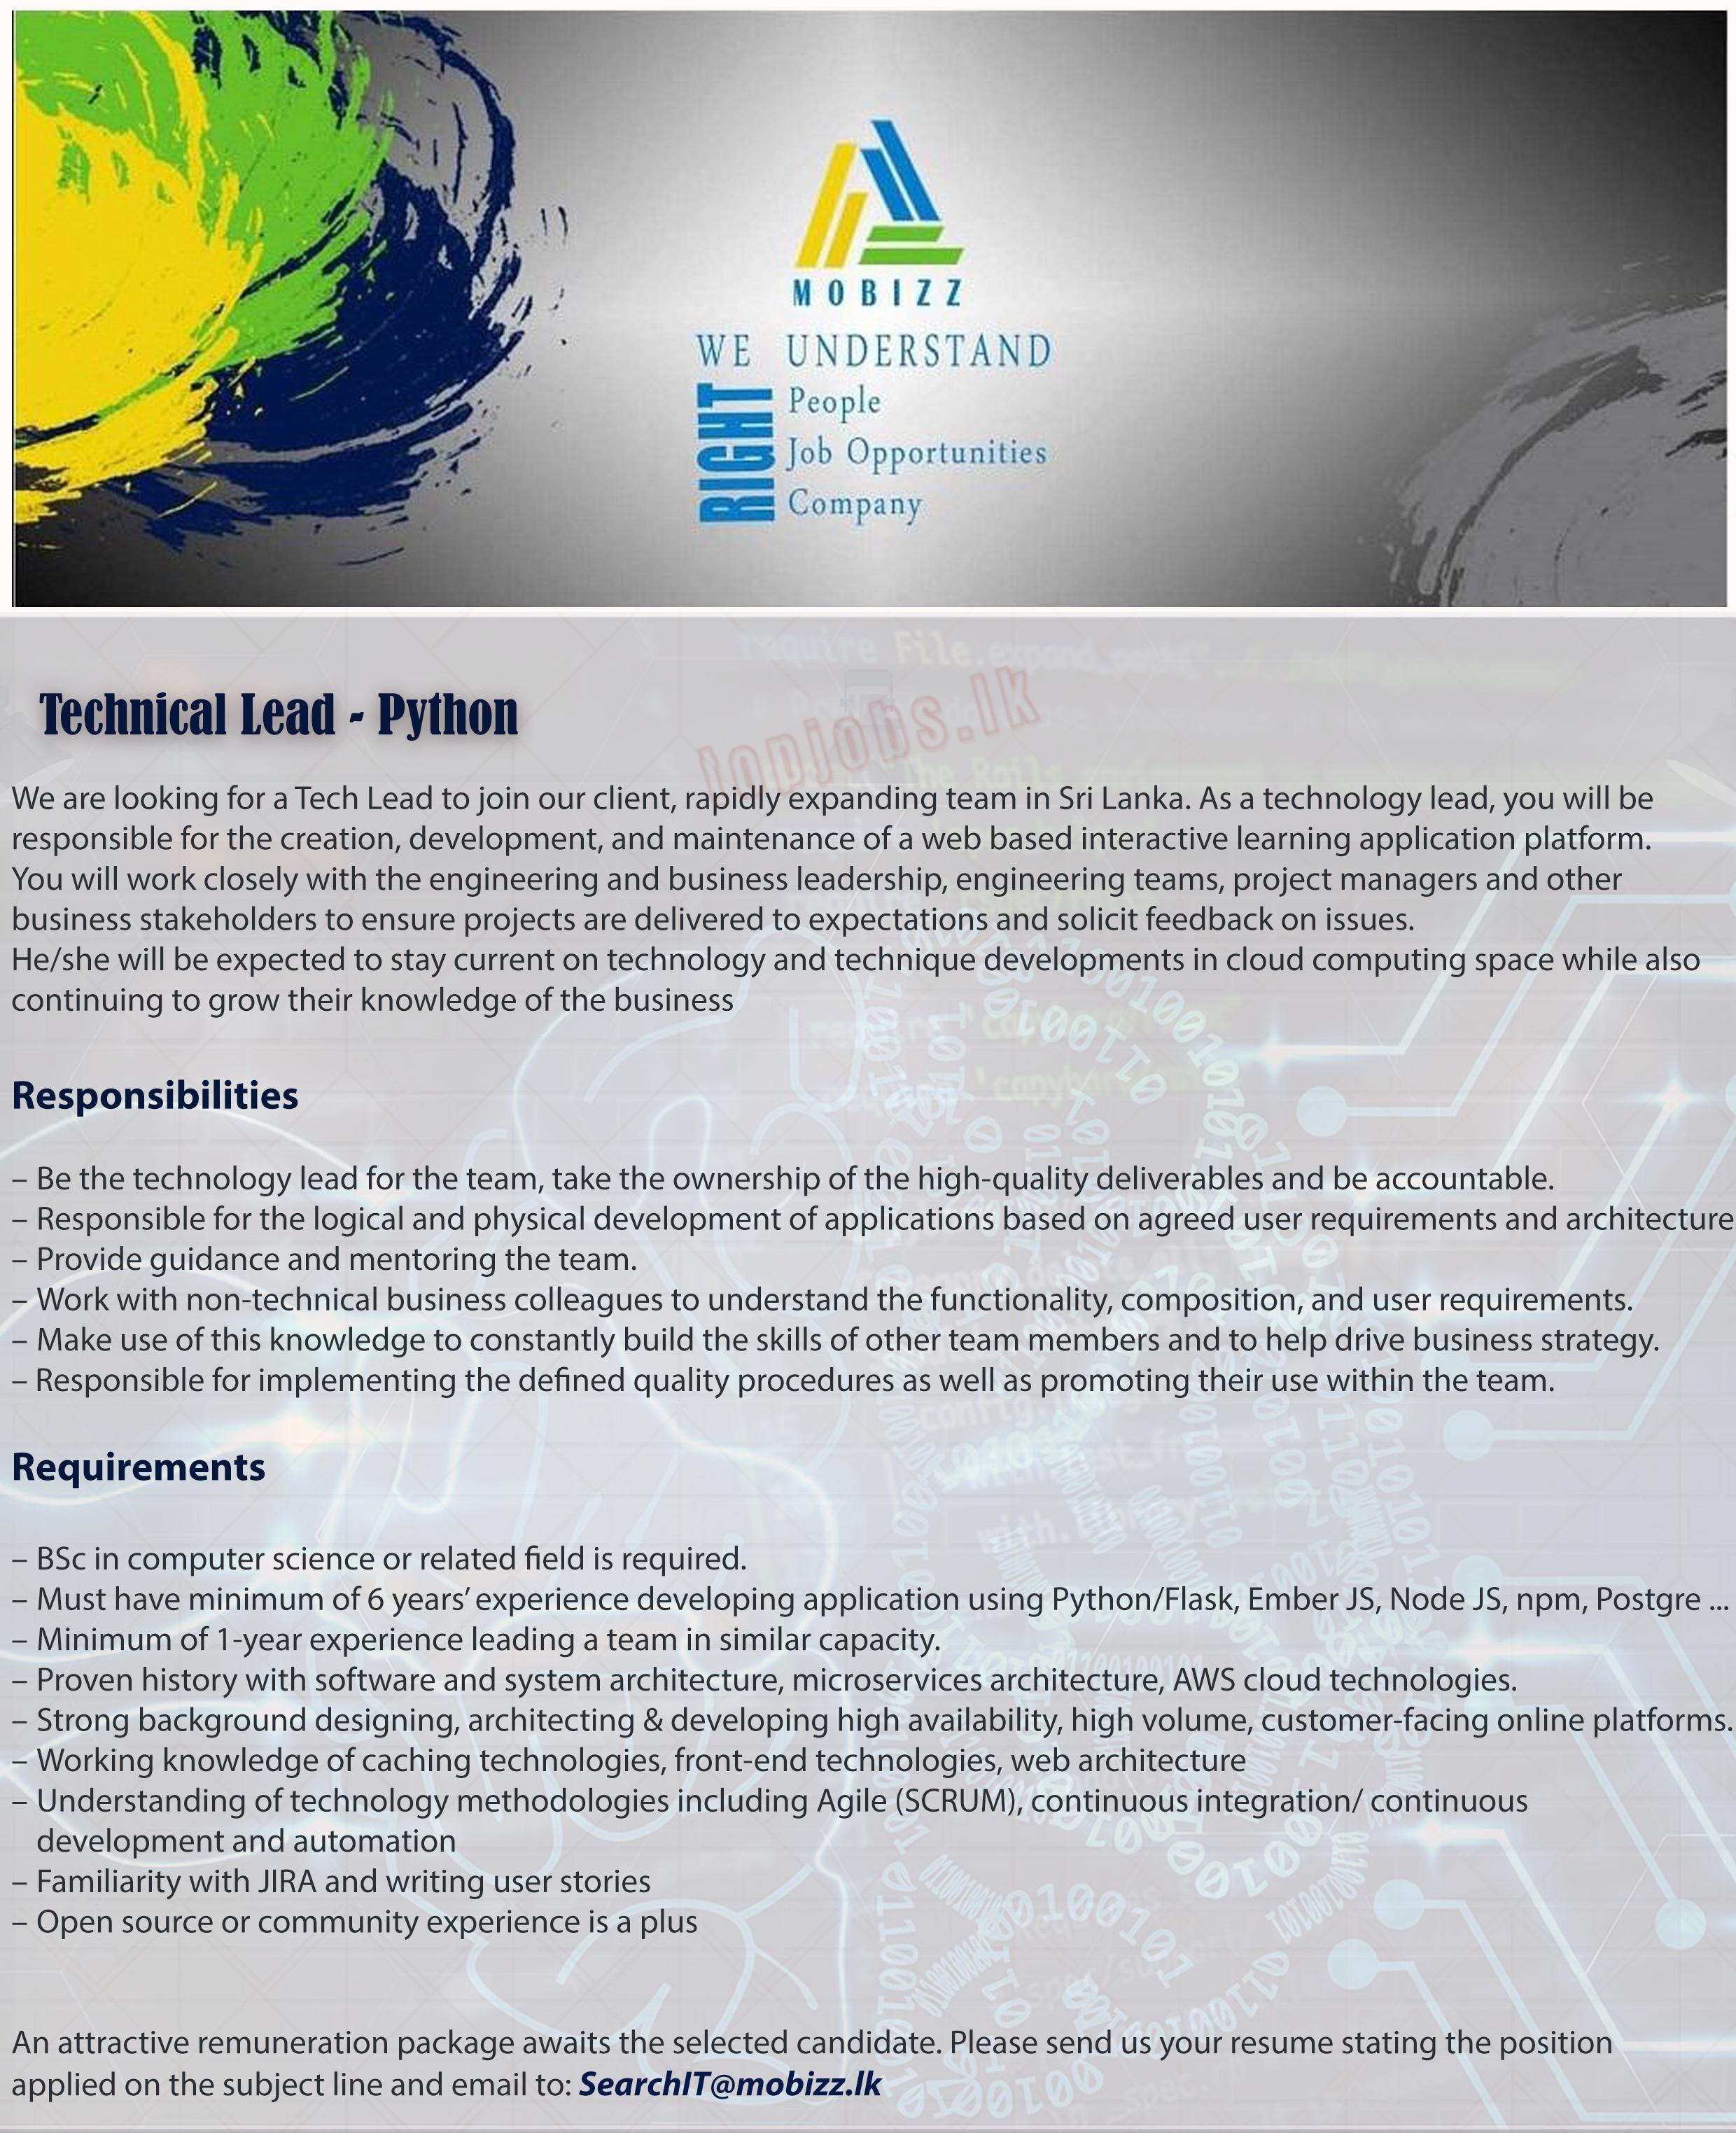 MOBIZZ
WE UNDERSTAND
RIGHT
People
Job Opportunities
Company
topjobs.lk
Technical Lead - Python
We are looking for a Tech Lead to join our client, rapidly expanding team in Sri Lanka. As a technology lead, you will be
responsible for the creation, development, and maintenance of a web based interactive learning application platform.
You will work closely with the engineering and business leadership, engineering teams, project managers and other
business stakeholders to ensure projects are delivered to expectations and solicit feedback on issues.
He/she will be expected to stay current on technology and technique developments in cloud computing space while also
continuing to grow their knowledge of the business
Responsibilities
– Be the technology lead for the team, take the ownership of the high-quality deliverables and be accountable.
– Responsible for the logical and physical development of applications based on agreed user requirements and architecture
– Provide guidance and mentoring the team.
– Work with non-technical business colleagues to understand the functionality, composition, and user requirements.
– Make use of this knowledge to constantly build the skills of other team members and to help drive business strategy.
– Responsible for implementing the defined quality procedures as well as promoting their use within the team.
Requirements
– BSc in computer science or related field is required.
– Must have minimum of 6 years’ experience developing application using Python/Flask, Ember JS, Node JS, npm, Postgre ...
– Minimum of 1-year experience leading a team in similar capacity.
– Proven history with software and system architecture, microservices architecture, AWS cloud technologies.
– Strong background designing, architecting & developing high availability, high volume, customer-facing online platforms.
– Working knowledge of caching technologies, front-end technologies, web architecture
– Understanding of technology methodologies including Agile (SCRUM), continuous integration/ continuous
development and automation
– Familiarity with JIRA and writing user stories
– Open source or community experience is a plus
An attractive remuneration package awaits the selected candidate. Please send us your resume stating the position
applied on the subject line and email to: SearchIT@mobizz.lk